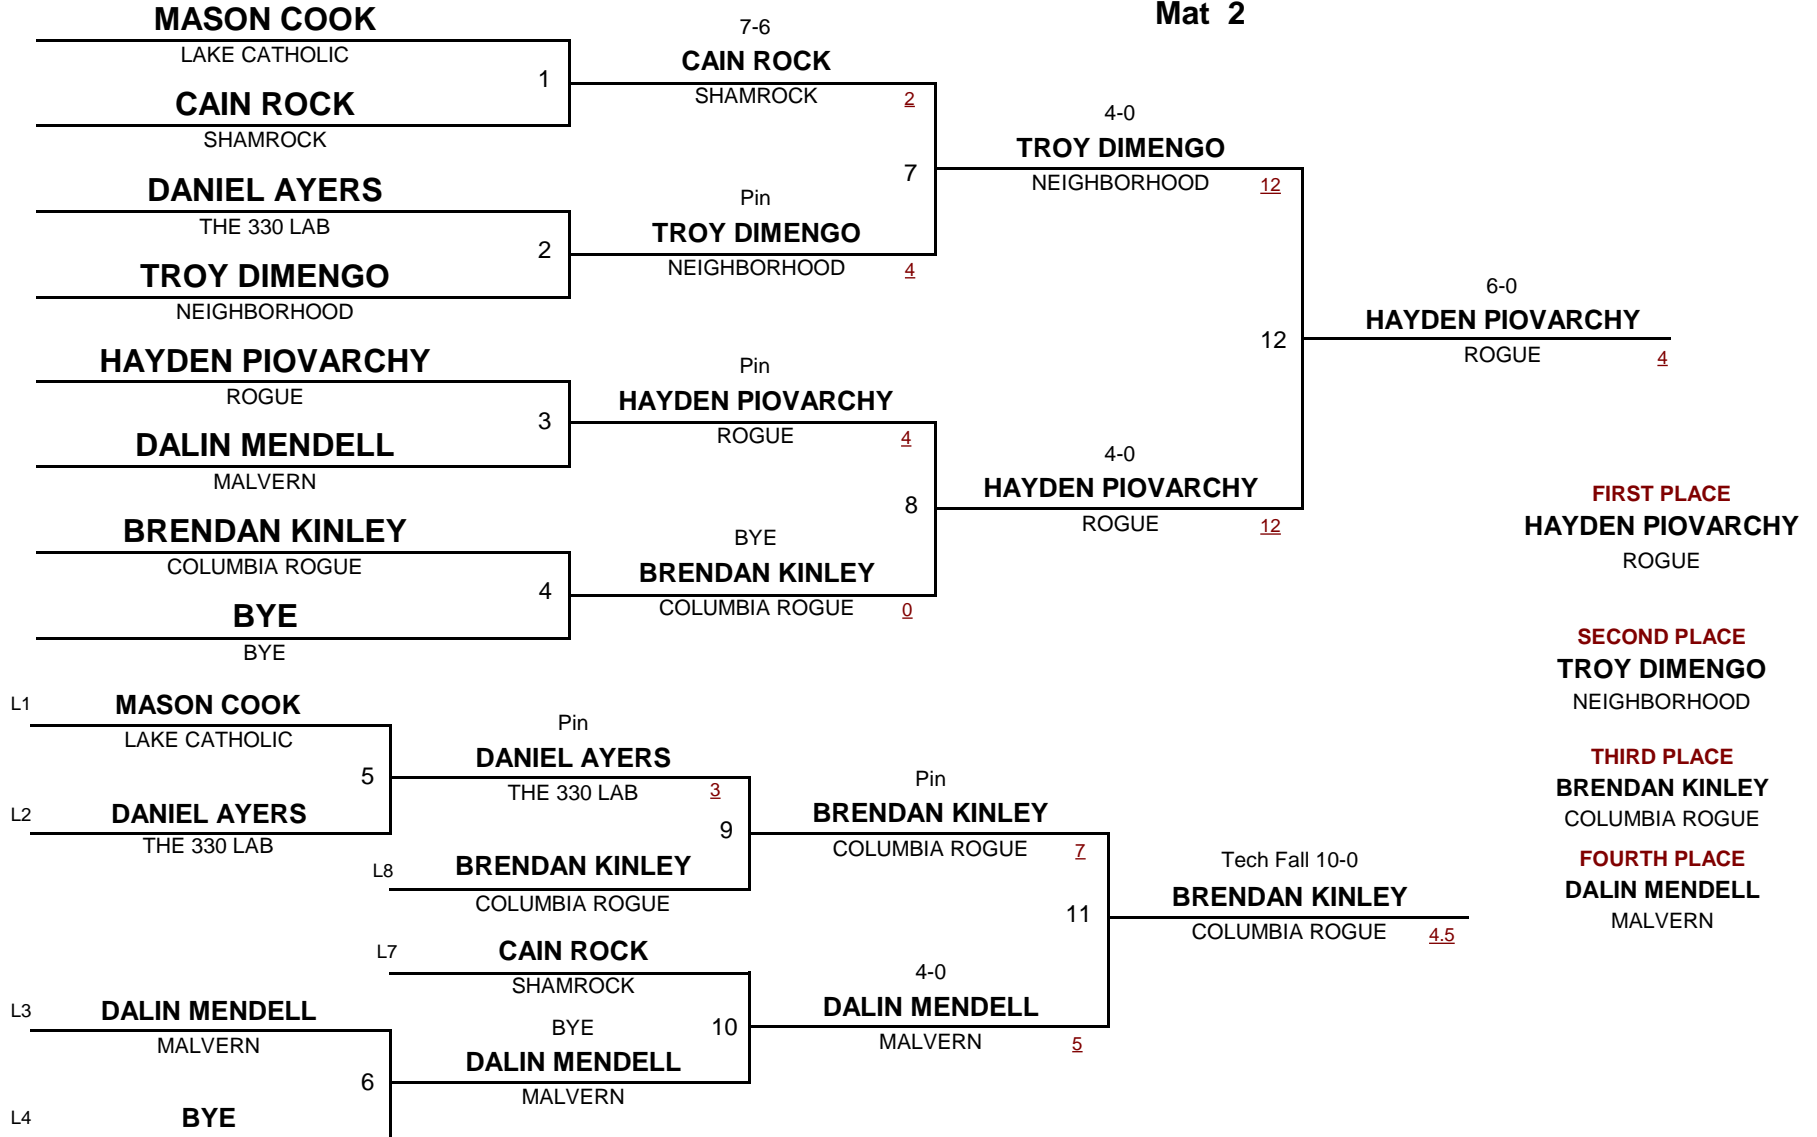 Mat 2
MASON COOK
LAKE CATHOLIC
1
CAIN ROCK
SHAMROCK
DANIEL AYERS
THE 330 LAB
2
TROY DIMENGO
NEIGHBORHOOD
HAYDEN PIOVARCHY
ROGUE
3
DALIN MENDELL
MALVERN
BRENDAN KINLEY
COLUMBIA ROGUE
4
BYE
BYE
7-6
CAIN ROCK
SHAMROCK 2
7
Pin
TROY DIMENGO
NEIGHBORHOOD 4
Pin
HAYDEN PIOVARCHY
ROGUE 4
8
BYE
BRENDAN KINLEY
COLUMBIA ROGUE 0
4-0
TROY DIMENGO
NEIGHBORHOOD 12
12
4-0
HAYDEN PIOVARCHY
ROGUE 12
6-0
HAYDEN PIOVARCHY
ROGUE 4
FIRST PLACE
HAYDEN PIOVARCHY
ROGUE
SECOND PLACE
TROY DIMENGO
NEIGHBORHOOD
THIRD PLACE
BRENDAN KINLEY
COLUMBIA ROGUE
FOURTH PLACE
DALIN MENDELL
MALVERN
L1 MASON COOK
LAKE CATHOLIC
5
L2 DANIEL AYERS
THE 330 LAB
L3 DALIN MENDELL
MALVERN
6
L4 BYE
Pin
DANIEL AYERS
THE 330 LAB 3
9
L8 BRENDAN KINLEY
COLUMBIA ROGUE
L7 CAIN ROCK
SHAMROCK
BYE 10
DALIN MENDELL
MALVERN
Pin
BRENDAN KINLEY
COLUMBIA ROGUE 7
11
4-0
DALIN MENDELL
MALVERN 5
Tech Fall 10-0
BRENDAN KINLEY
COLUMBIA ROGUE 4.5